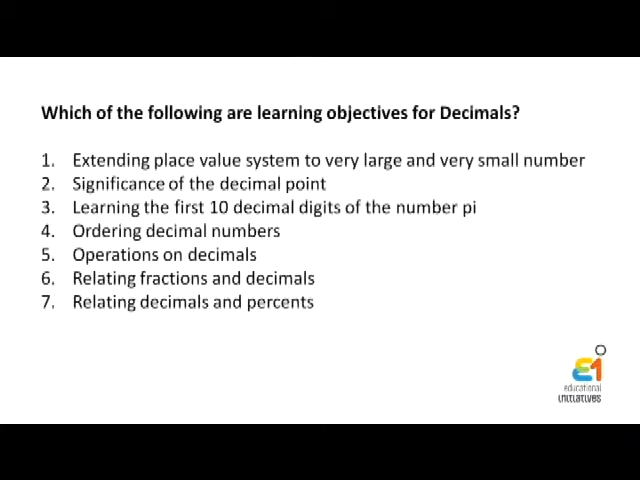 Which of the following are learning objectives for Decimals?
1. Extending place value system to very large and very small number
2. Significance of the decimal point
3. Learning the first 10 decimal digits of the number pi
4. Ordering decimal numbers
5. Operations on decimals
6. Relating fractions and decimals
7. Relating decimals and percents
educational
INITIATIVES